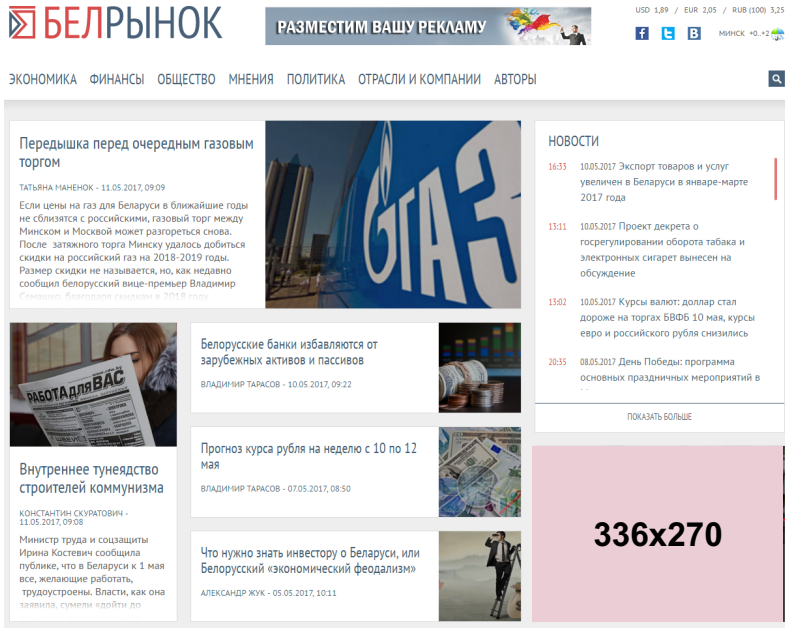 БЕЛРЫНОК
РАЗМЕСТИМ ВАШУ РЕКЛАМУ
USD 1,89 / EUR 2,05 / RUB (100) 3,25
МИНСК +0..+2
ЭКОНОМИКА ФИНАНСЫ ОБЩЕСТВО МНЕНИЯ ПОЛИТИКА ОТРАСЛИ И КОМПАНИИ АВТОРЫ
Передышка перед очередным газовым
торгом
ТАТЬЯНА МАНЕНОК - 11.05.2017, 09:09
Если цены на газ для Беларуси в ближайшие годы
не сблизятся с российскими, газовый торг между
Минском и Москвой может разгореться снова.
После затяжного торга Минску удалось добиться
скидки на российский газ на 2018-2019 годы.
Размер скидки не называется, но, как недавно
сообщил белорусский вице-премьер Владимир
Семашко, благодаря скидкам в 2018 году
ГАЗ
НОВОСТИ
16:33 10.05.2017 Экспорт товаров и услуг
увеличен в Беларуси в январе-марте
2017 года
13:11 10.05.2017 Проект декрета о
госрегулировании оборота табака и
электронных сигарет вынесен на
обсуждение
13:02 10.05.2017 Курсы валют: доллар стал
дороже на торгах БВФБ 10 мая, курсы
евро и российского рубля снизились
20:35 08.05.2017 День Победы: программа
основных праздничных мероприятий в
ПОКАЗАТЬ БОЛЬШЕ
РАБОТАДЛЯВАС
Внутреннее тунеядство
строителей коммунизма
КОНСТАНТИН СКУРАТОВИЧ -
11.05.2017, 09:08
Министр труда и соцзащиты
Ирина Костевич сообщила
публике, что в Беларуси к 1 мая
все, желающие работать,
трудоустроены. Власти, как она
заявила, сумели «дойти до
Белорусские банки избавляются от
зарубежных активов и пассивов
ВЛАДИМИР ТАРАСОВ - 10.05.2017, 09:22
Прогноз курса рубля на неделю с 10 по 12
мая
ВЛАДИМИР ТАРАСОВ - 07.05.2017, 08:50
Что нужно знать инвестору о Беларуси, или
Белорусский «экономический феодализм»
АЛЕКСАНДР ЖУК - 05.05.2017, 10:11
336x270